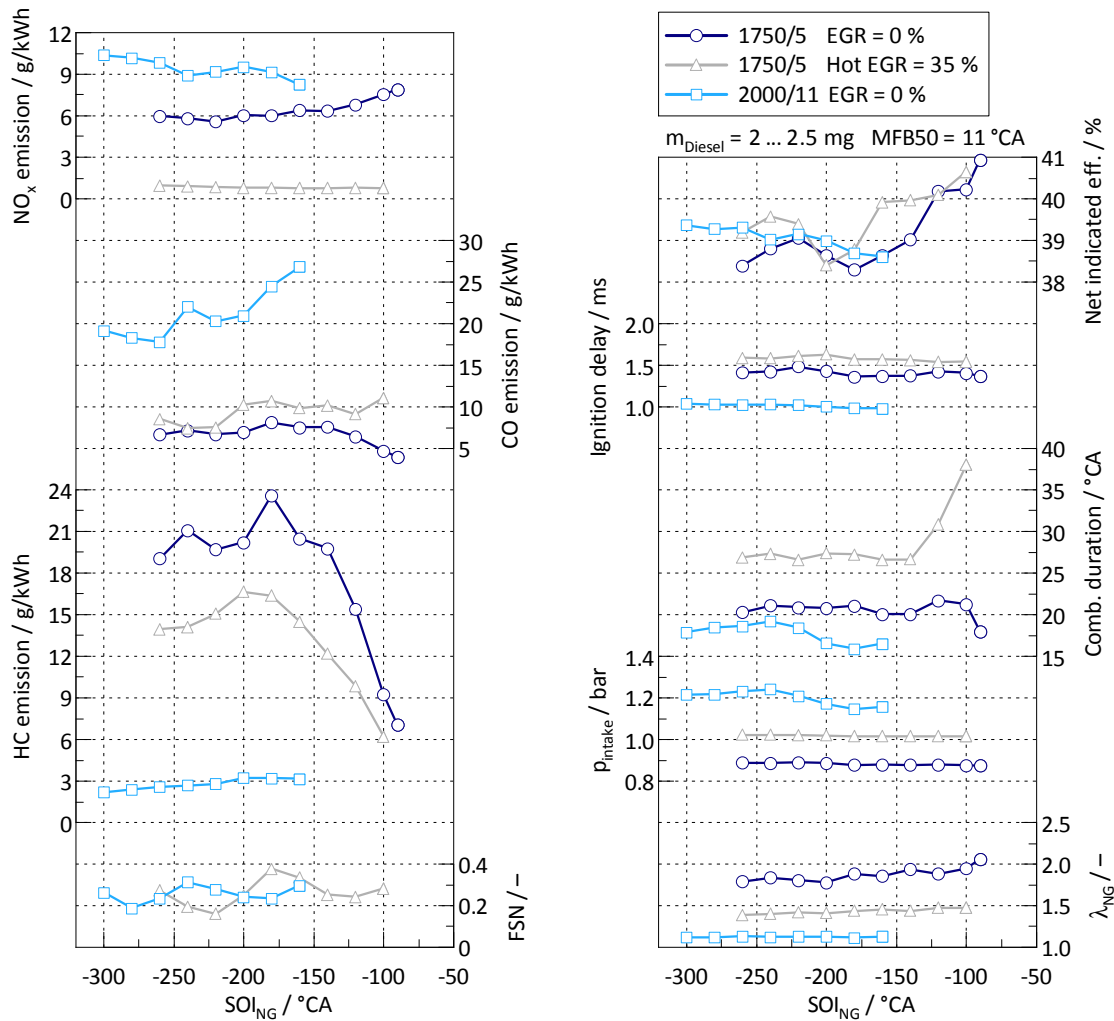 1750/5 EGR = 0 %
1750/5 Hot EGR = 35 %
2000/11 EGR = 0 %
m_Diesel = 2 ... 2.5 mg MFB50 = 11 °CA
NOx emission / g/kWh
12
9
6
3
0
CO emission / g/kWh
30
25
20
15
10
5
HC emission / g/kWh
24
21
18
15
12
9
6
3
0
FSN / –
0.4
0.2
0
-300 -250 -200 -150 -100 -50
SOI_NG / °CA
Net indicated eff. / %
41
40
39
38
Ignition delay / ms
2.0
1.5
1.0
Comb. duration / °CA
40
35
30
25
20
15
p_intake / bar
1.4
1.2
1.0
0.8
λ_NG / –
2.5
2.0
1.5
1.0
-300 -250 -200 -150 -100 -50
SOI_NG / °CA